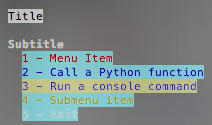 Title
Subtitle
1 - Menu Item
2 - Call a Python function
3 - Run a console command
4 - Submenu item
5 - Exit